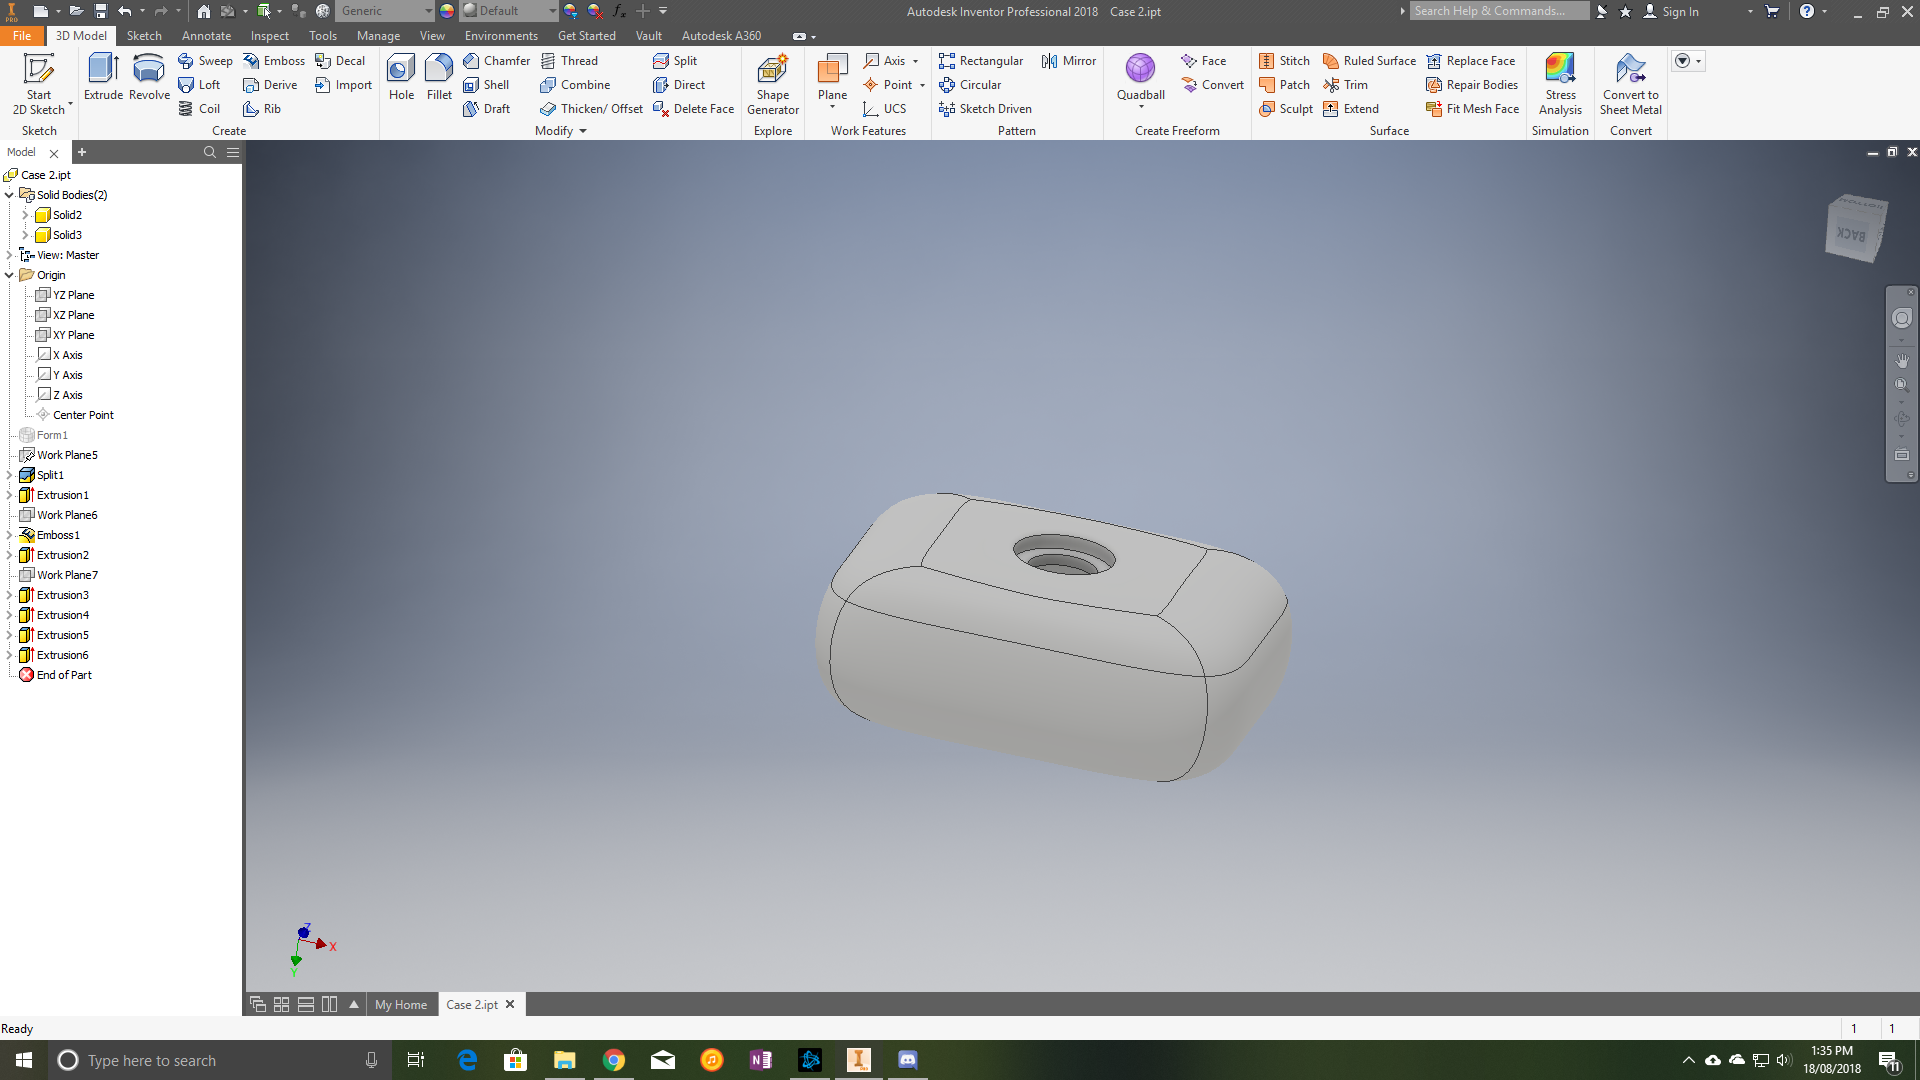 Generic
Default
Autodesk Inventor Professional 2018 Case 2.ipt
Search Help & Commands...
Sign In
File 3D Model Sketch Annotate Inspect Tools Manage View Environments Get Started Vault Autodesk A360
Start
2D Sketch
Sketch
Extrude
Revolve
Sweep
Loft
Coil
Emboss
Derive
Rib
Decal
Import
Create
Hole
Fillet
Chamfer
Shell
Draft
Thread
Combine
Thicken/ Offset
Split
Direct
Delete Face
Modify
Shape
Generator
Explore
Plane
Axis
Point
UCS
Work Features
Rectangular
Circular
Sketch Driven
Mirror
Pattern
Quadball
Face
Convert
Create Freeform
Stitch
Patch
Sculpt
Ruled Surface
Trim
Extend
Replace Face
Repair Bodies
Fit Mesh Face
Surface
Stress
Analysis
Simulation
Convert to
Sheet Metal
Convert
Model
Case 2.ipt
Solid Bodies(2)
Solid2
Solid3
View: Master
Origin
YZ Plane
XZ Plane
XY Plane
X Axis
Y Axis
Z Axis
Center Point
Form1
Work Plane5
Split1
Extrusion1
Work Plane6
Emboss1
Extrusion2
Work Plane7
Extrusion3
Extrusion4
Extrusion5
Extrusion6
End of Part
BOTTOM
BACK
Z
X
Y
My Home
Case 2.ipt
Ready
1 1
Type here to search
1:35 PM
18/08/2018
11